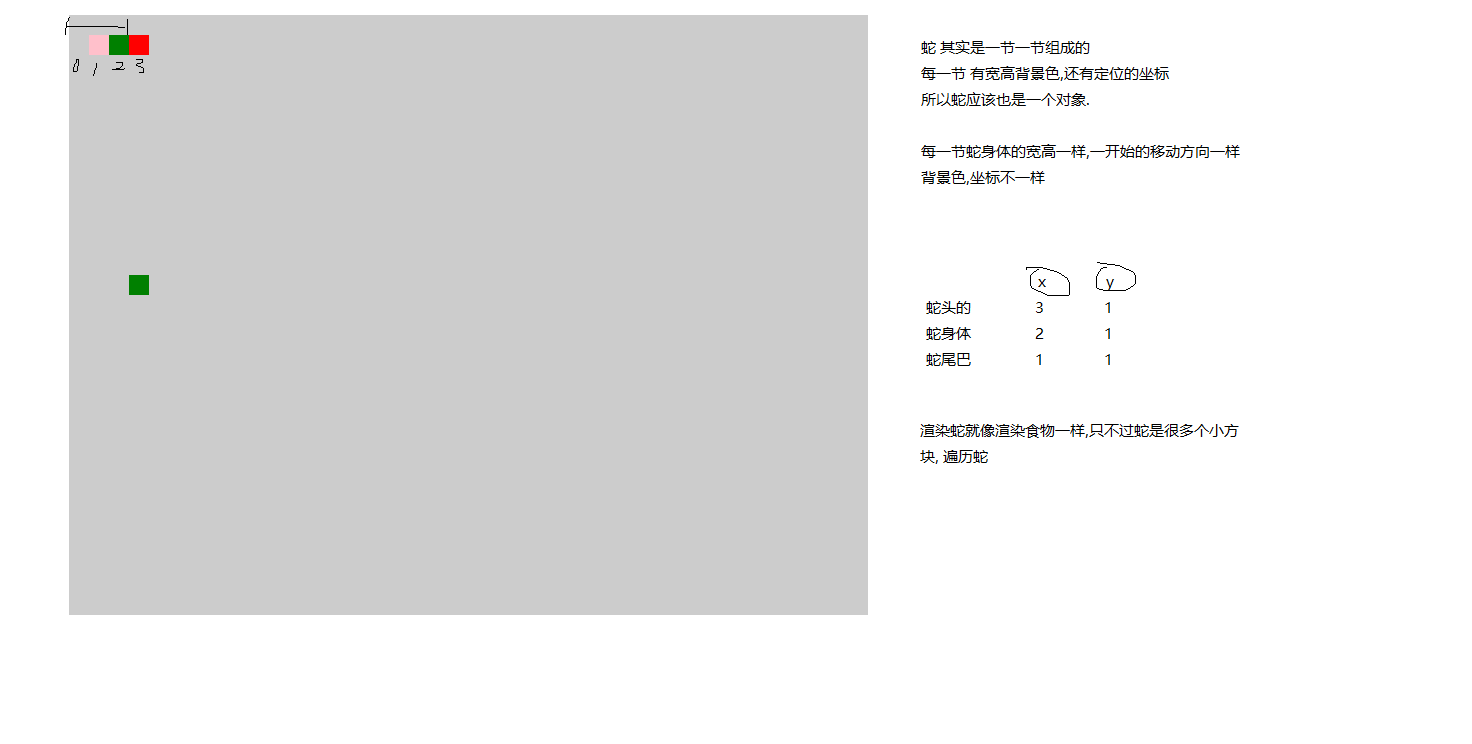 0 1 2 3
蛇 其实是一节一节组成的
每一节 有宽高背景色,还有定位的坐标
所以蛇应该也是一个对象.
每一节蛇身体的宽高一样,一开始的移动方向一样
背景色,坐标不一样
x y
蛇头的 3 1
蛇身体 2 1
蛇尾巴 1 1
渲染蛇就像渲染食物一样,只不过蛇是很多个小方
块, 遍历蛇